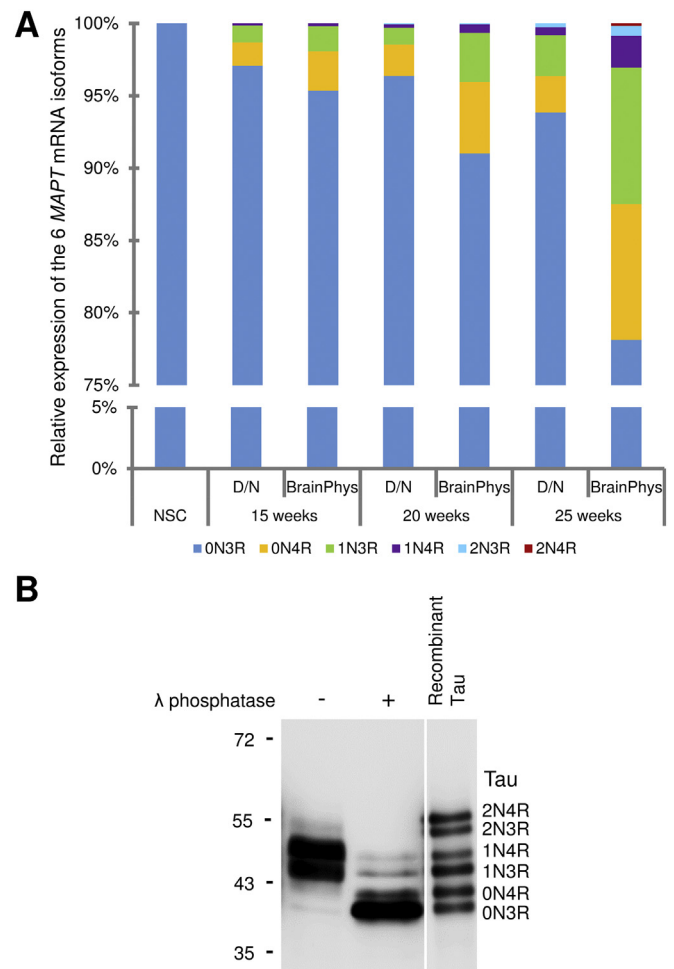 A
Relative expression of the 6 MAPT mRNA isoforms
100%
95%
90%
85%
80%
75%
5%
0%
D/N BrainPhys D/N BrainPhys D/N BrainPhys
NSC 15 weeks 20 weeks 25 weeks
0N3R 0N4R 1N3R 1N4R 2N3R 2N4R
B
Recombinant
Tau
λ phosphatase - +
72 -
55 -
43 -
35 -
Tau
2N4R
2N3R
1N4R
1N3R
0N4R
0N3R